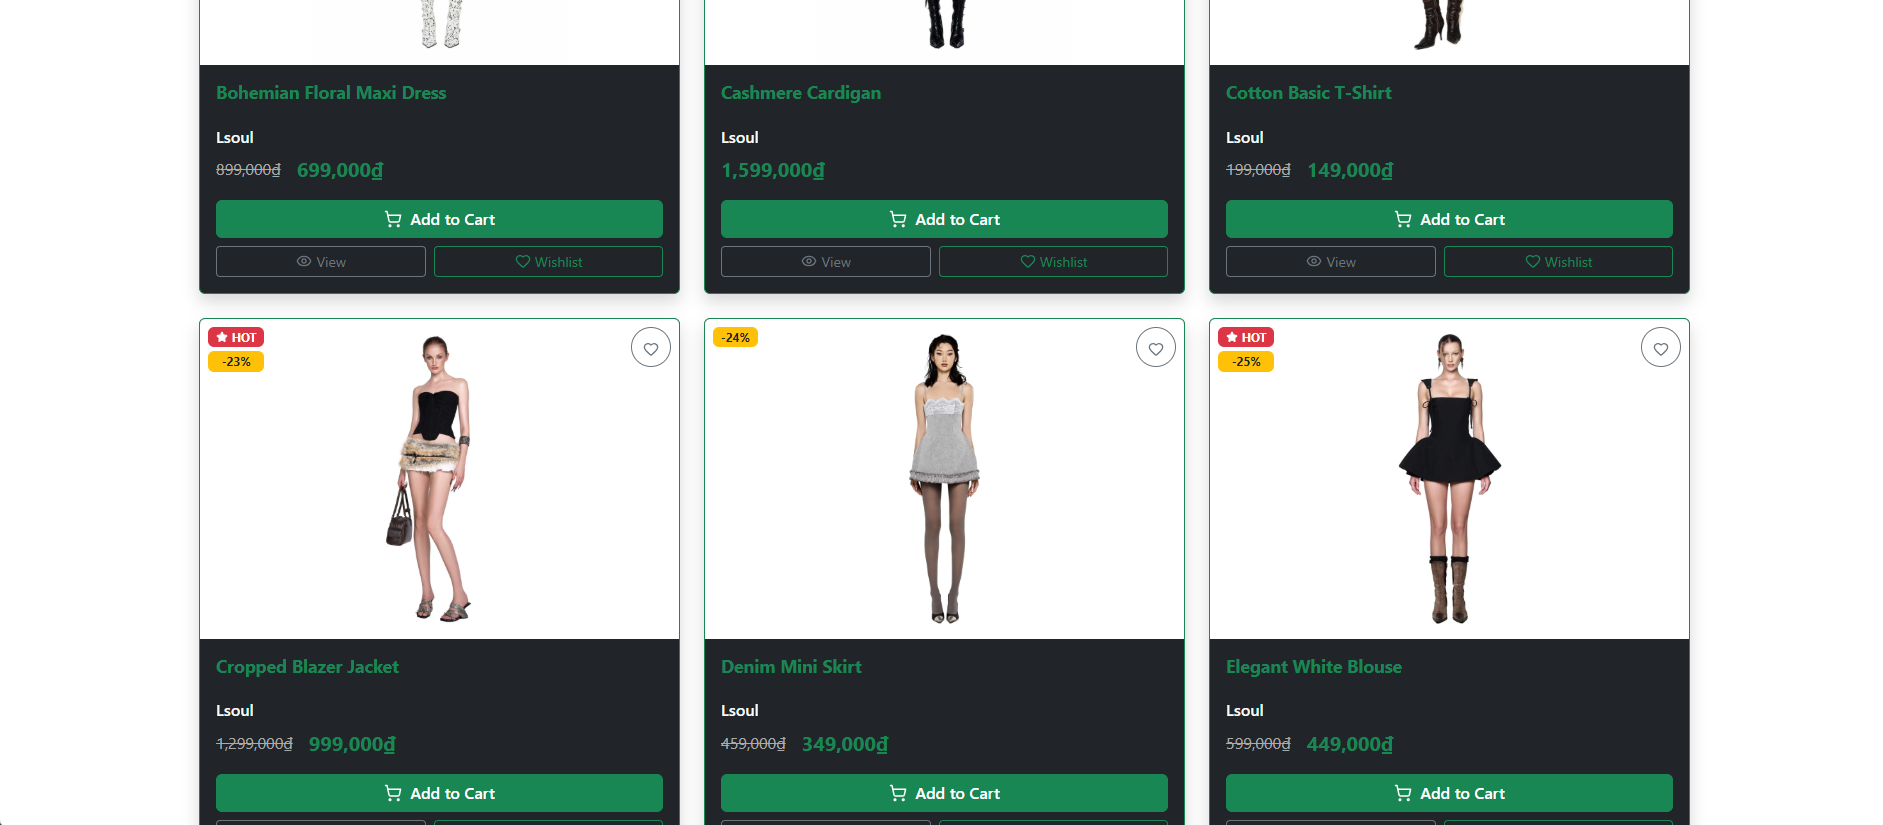 Bohemian Floral Maxi Dress
Lsoul
899,000₫ 699,000₫
Add to Cart
View
Wishlist
Cashmere Cardigan
Lsoul
1,599,000₫
Add to Cart
View
Wishlist
Cotton Basic T-Shirt
Lsoul
199,000₫ 149,000₫
Add to Cart
View
Wishlist
HOT
-23%
Cropped Blazer Jacket
Lsoul
1,299,000₫ 999,000₫
Add to Cart
-24%
Denim Mini Skirt
Lsoul
459,000₫ 349,000₫
Add to Cart
HOT
-25%
Elegant White Blouse
Lsoul
599,000₫ 449,000₫
Add to Cart